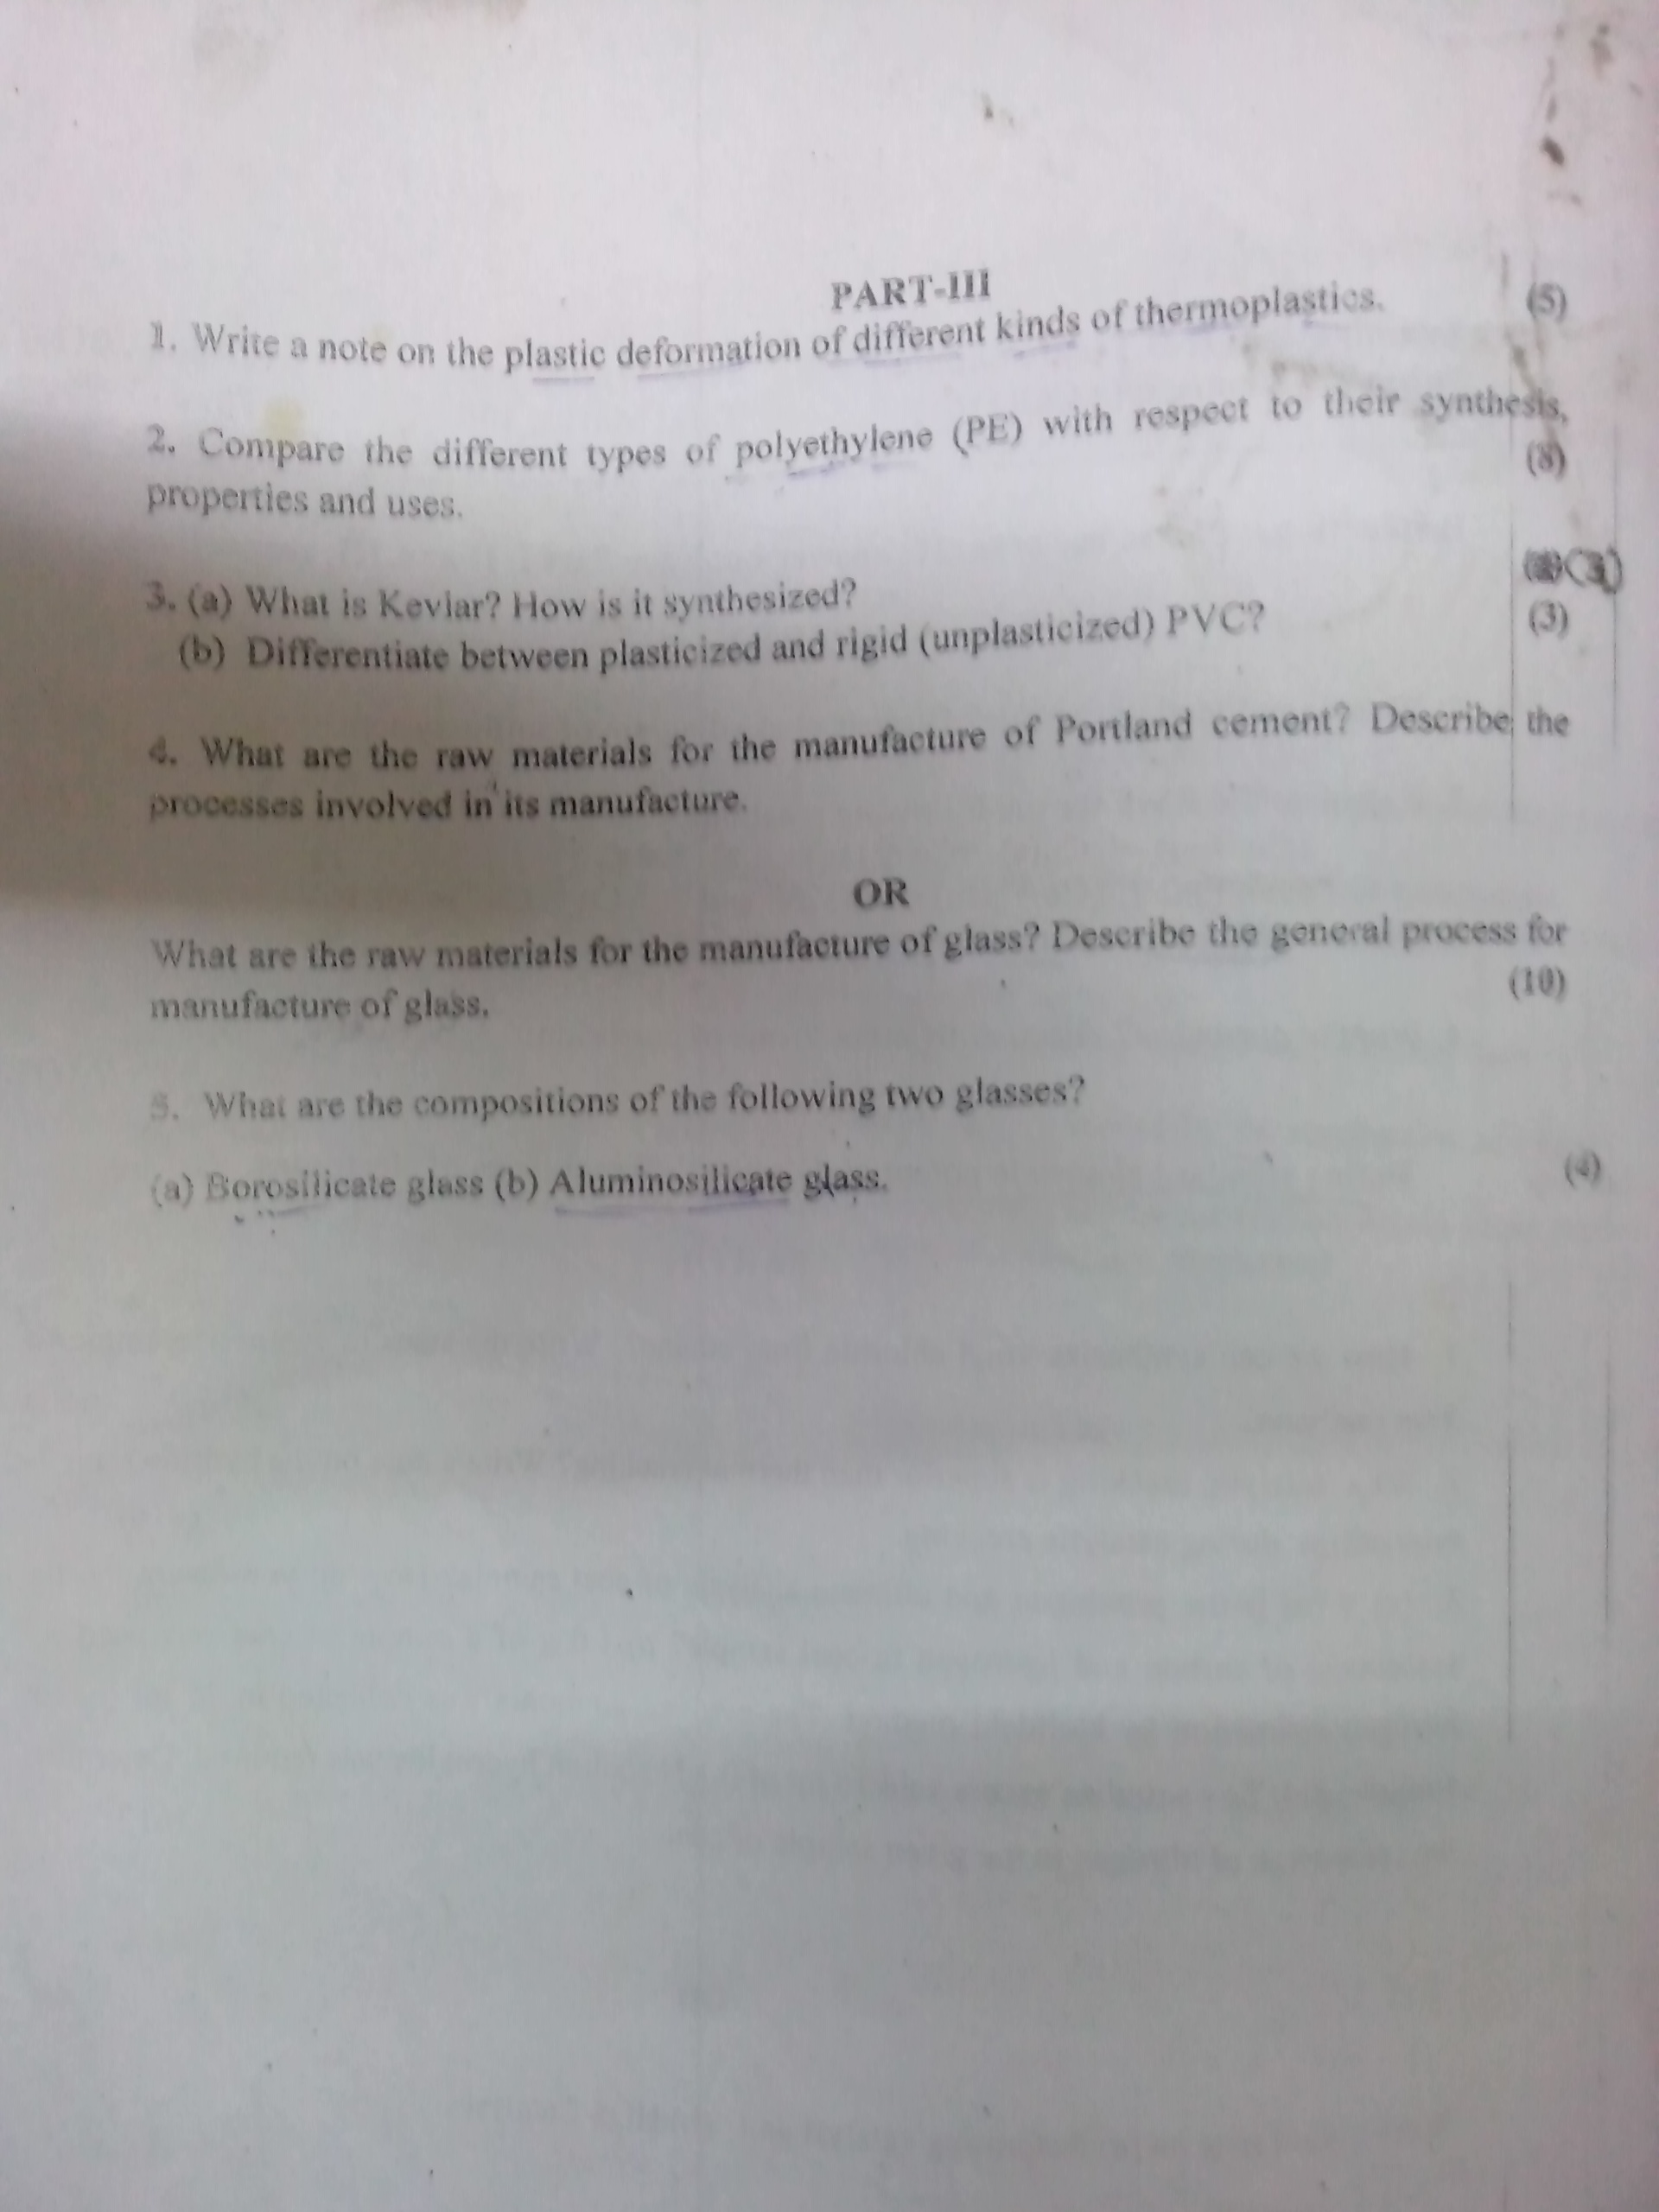 PART-III
1. Write a note on the plastic deformation of different kinds of thermoplastics. (5)
2. Compare the different types of polyethylene (PE) with respect to their synthesis,
properties and uses. (8)
3. (a) What is Kevlar? How is it synthesized?
(b) Differentiate between plasticized and rigid (unplasticized) PVC? (3)
4. What are the raw materials for the manufacture of Portland cement? Describe the
processes involved in its manufacture.
OR
What are the raw materials for the manufacture of glass? Describe the general process for
manufacture of glass. (10)
5. What are the compositions of the following two glasses?
(a) Borosilicate glass (b) Aluminosilicate glass. (4)